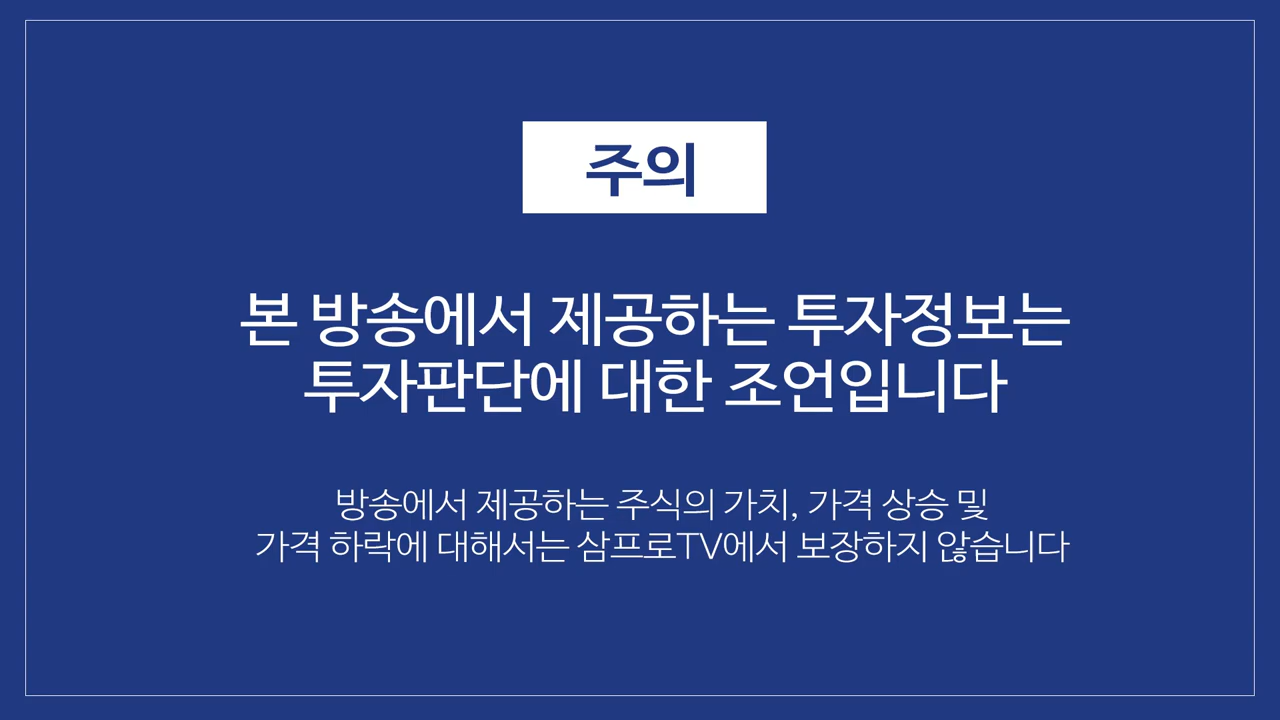 주의
본 방송에서 제공하는 투자정보는
투자판단에 대한 조언입니다
방송에서 제공하는 주식의 가치, 가격 상승 및
가격 하락에 대해서는 삼프로TV에서 보장하지 않습니다